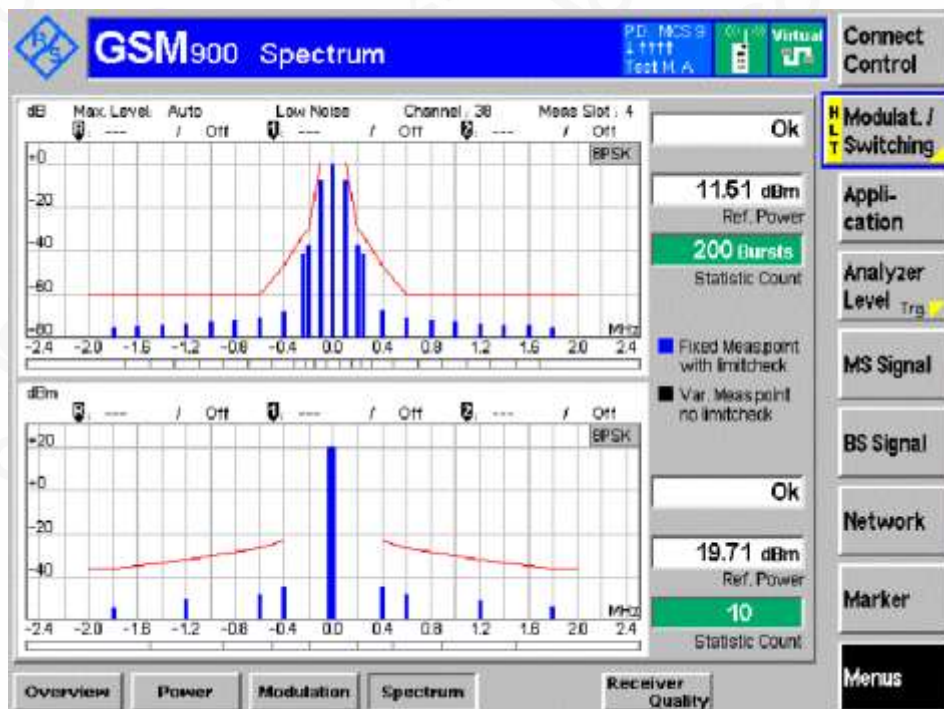 R S
GSM900 Spectrum
P.D. MCS 9
Test M. A.
Virtual
Connect Control
dB Max. Level: Auto Low Noise Channel: 38 Meas Slot: 4
R: --- / Off 1: --- / Off 2: --- / Off
8PSK
+0
-20
-40
-60
-80
MHz
-2.4 -2.0 -1.6 -1.2 -0.8 -0.4 0.0 0.4 0.8 1.2 1.6 2.0 2.4
Ok
11.51 dBm
Ref. Power
200 Bursts
Statistic Count
Fixed Meas.point
with limitcheck
Var. Meas.point
no limitcheck
dBm
R: --- / Off 1: --- / Off 2: --- / Off
8PSK
+20
+0
-20
-40
MHz
-2.4 -2.0 -1.6 -1.2 -0.8 -0.4 0.0 0.4 0.8 1.2 1.6 2.0 2.4
Ok
19.71 dBm
Ref. Power
10
Statistic Count
HLT
Modulat. /
Switching
Appli-
cation
Analyzer
Level Trg
MS Signal
BS Signal
Network
Marker
Menus
Overview
Power
Modulation
Spectrum
Receiver
Quality